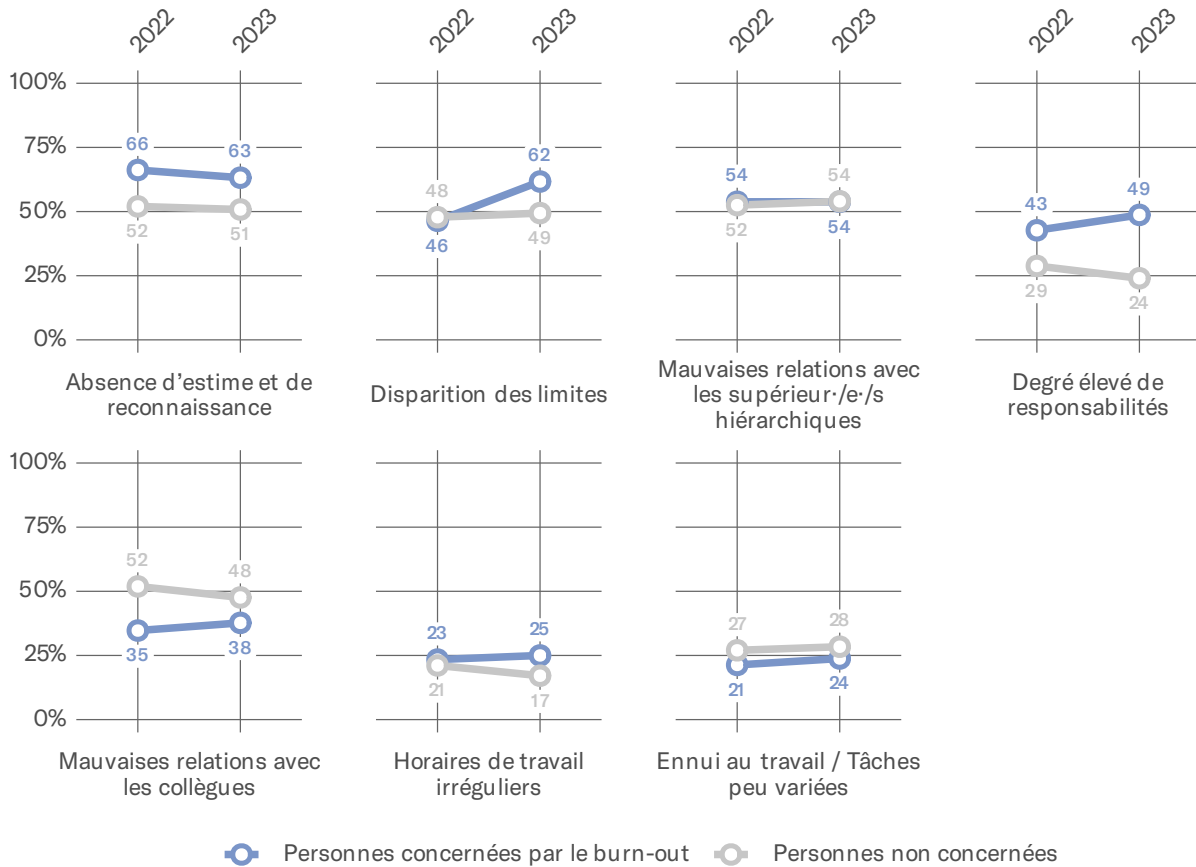 2022 2023 2022 2023 2022 2023 2022 2023
100%
75%
50%
25%
0%
66 63
52 51
48 62
46 49
54 54
52 54
43 49
29 24
Absence d'estime et de
reconnaissance
Disparition des limites
Mauvaises relations avec
les supérieur·/e·/s
hiérarchiques
Degré élevé de
responsabilités
100%
75%
50%
25%
0%
52 48
35 38
23 25
21 17
27 28
21 24
Mauvaises relations avec
les collègues
Horaires de travail
irréguliers
Ennui au travail / Tâches
peu variées
Personnes concernées par le burn-out Personnes non concernées